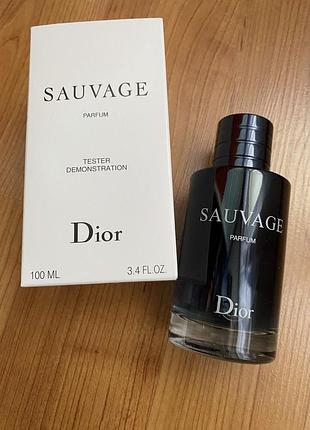 SAUVAGE
PARFUM
TESTER
DEMONSTRATION
Dior
100 ML 3.4 FL.OZ.
SAUVAGE
PARFUM
Dior